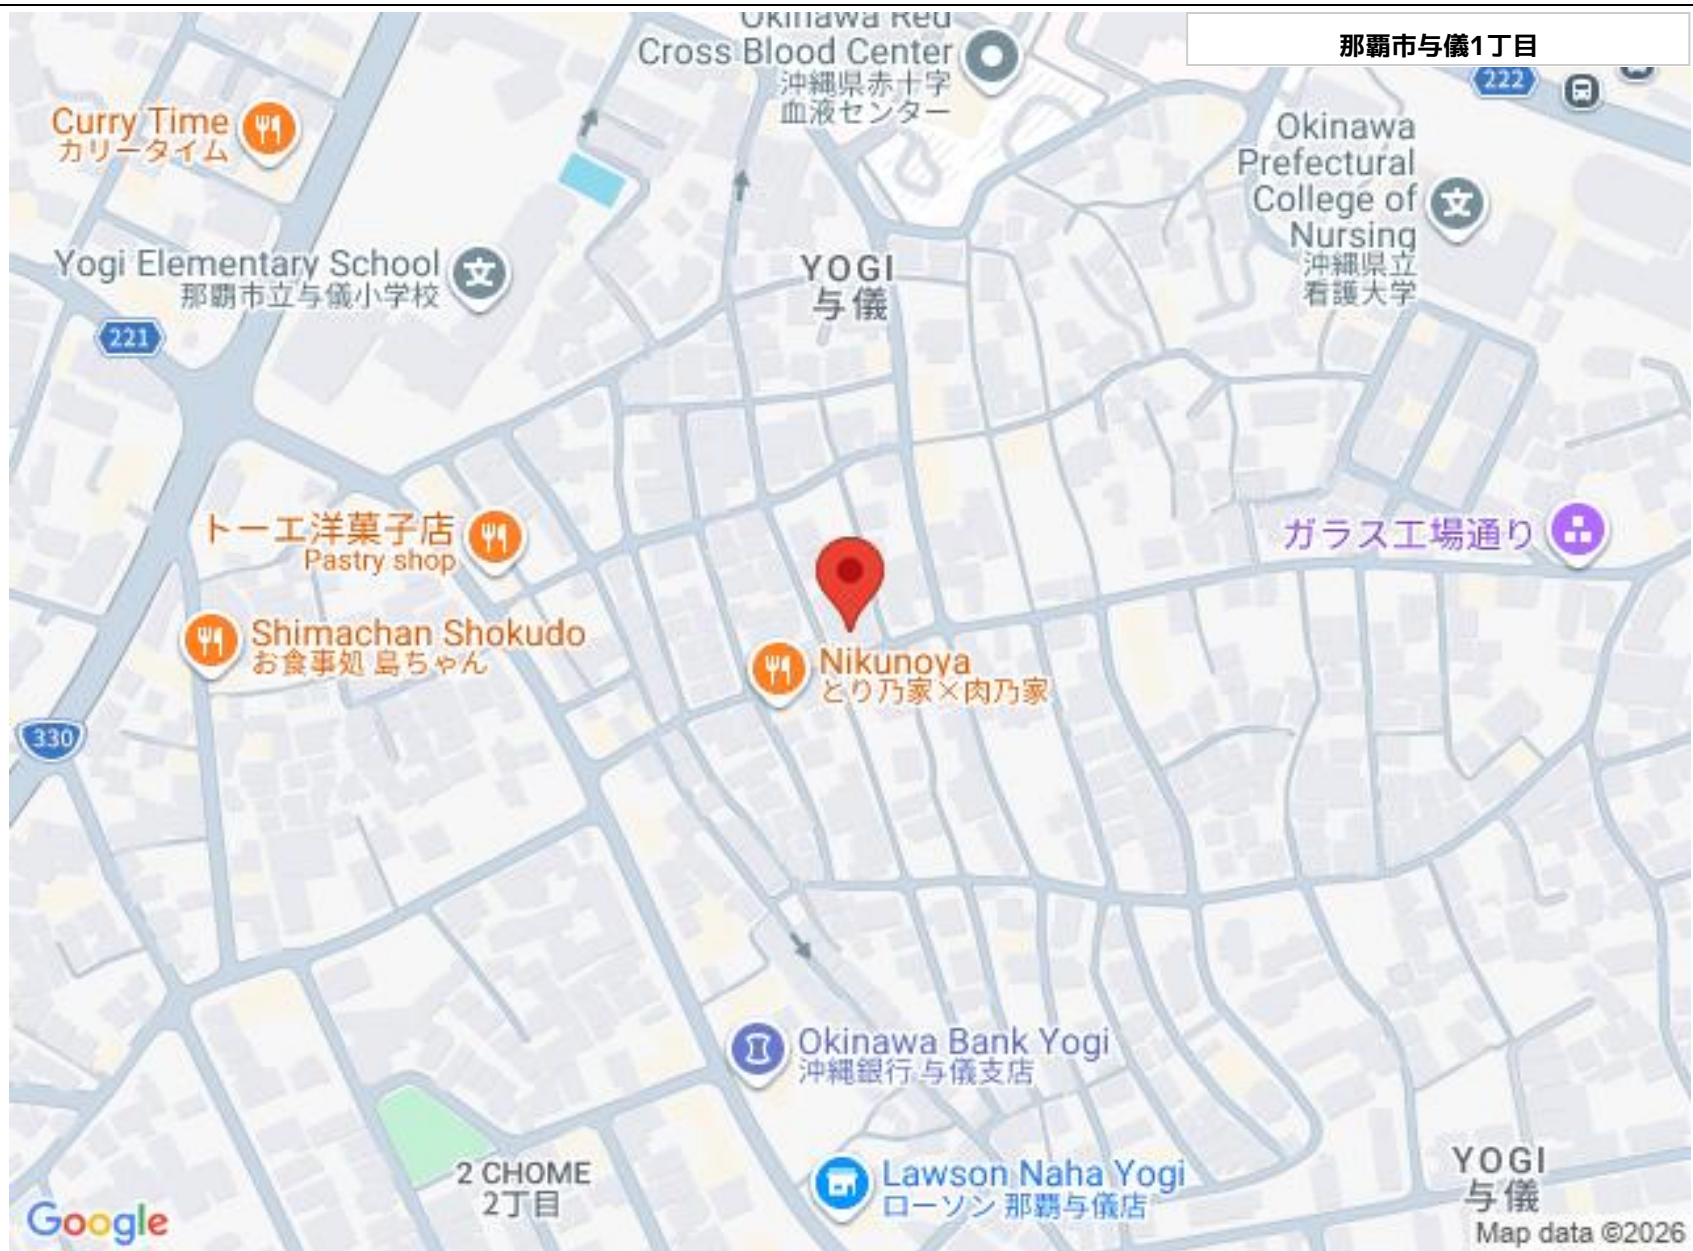 Okinawa Red
Cross Blood Center
沖縄県赤十字
血液センター
那覇市与儀1丁目
222
Curry Time
カリータイム
Okinawa
Prefectural
College of
Nursing
沖縄県立
看護大学
Yogi Elementary School
那覇市立与儀小学校
YOGI
与儀
221
トーエ洋菓子店
Pastry shop
ガラス工場通り
Shimachan Shokudo
お食事処 島ちゃん
Nikunoya
とり乃家×肉乃家
330
Okinawa Bank Yogi
沖縄銀行 与儀支店
2 CHOME
2丁目
Lawson Naha Yogi
ローソン 那覇与儀店
YOGI
与儀
Google
Map data ©2026